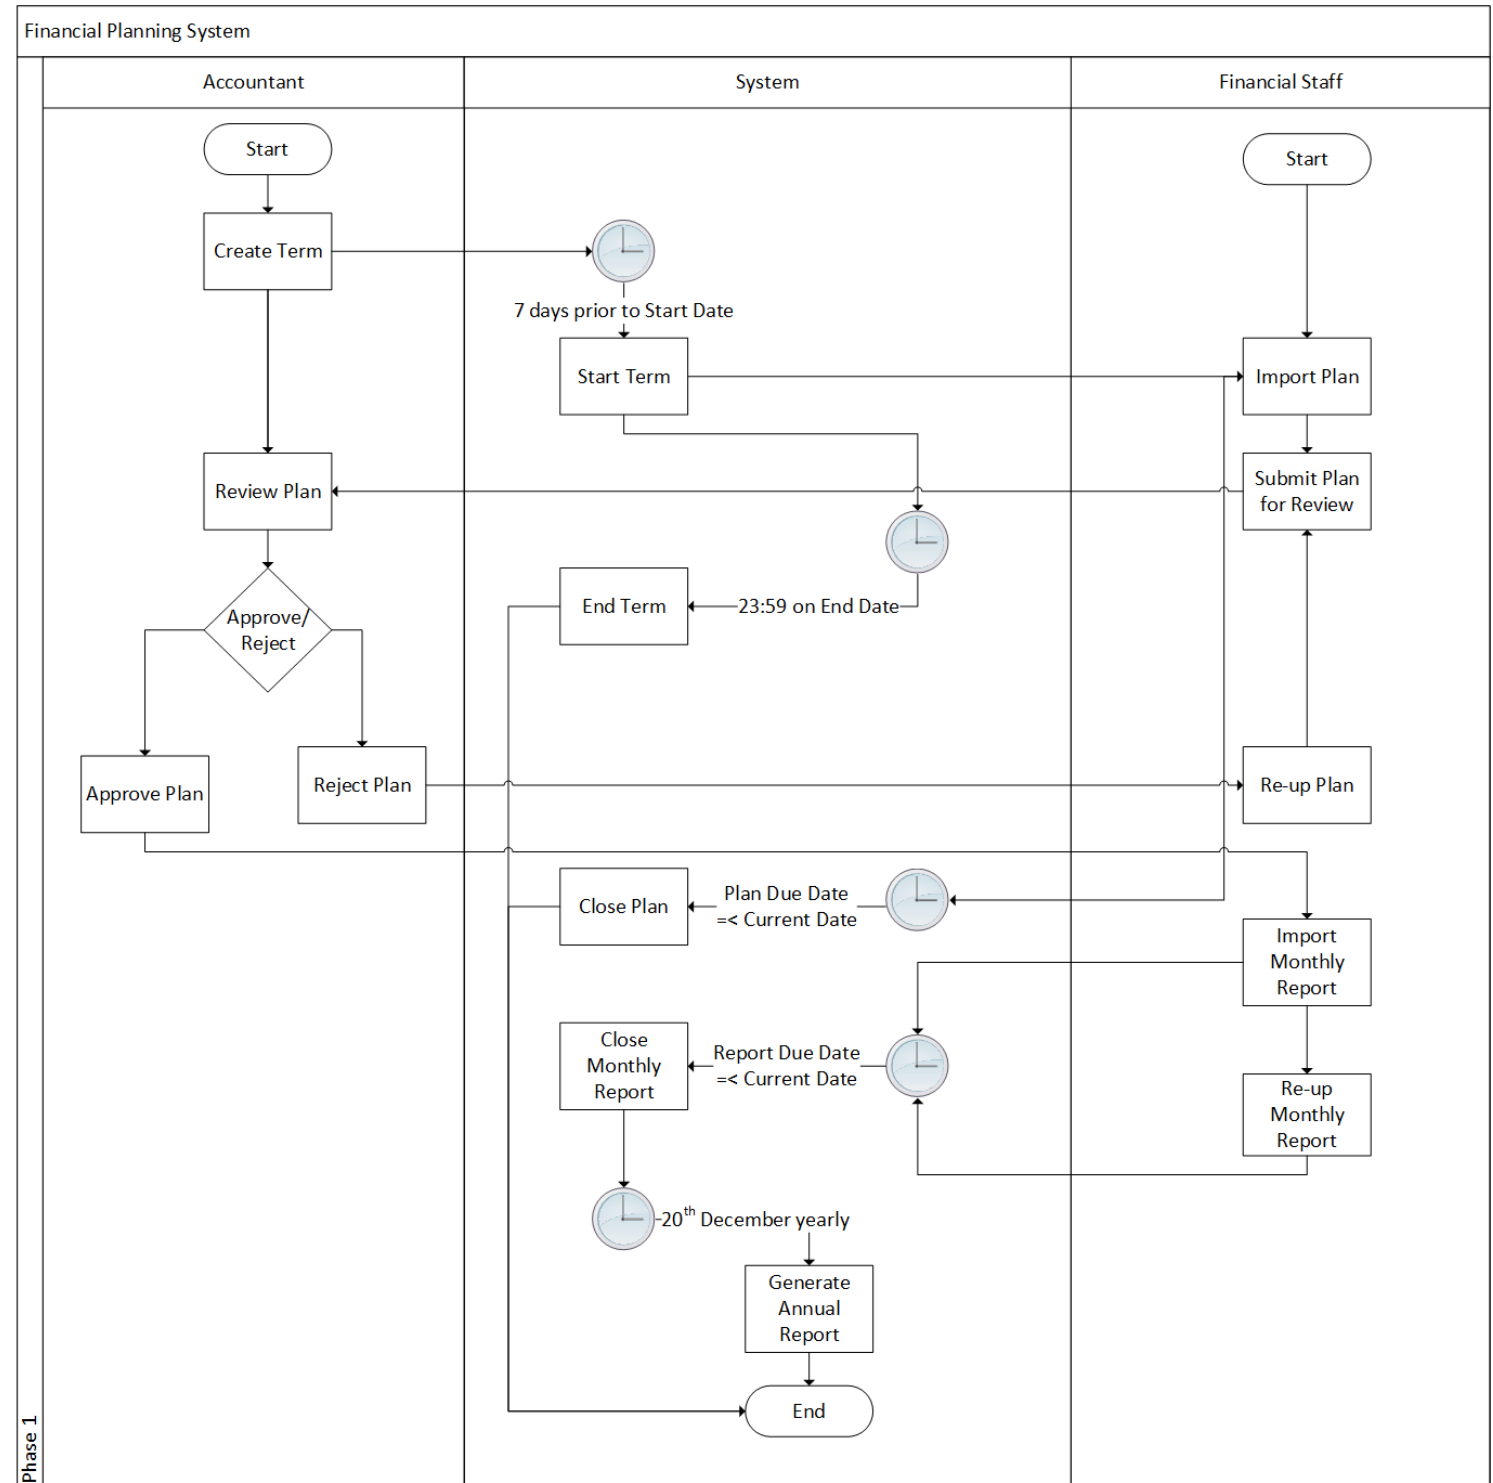 Financial Planning System
Accountant
System
Financial Staff
Start
Start
Create Term
7 days prior to Start Date
Start Term
Import Plan
Review Plan
Submit Plan
for Review
End Term
23:59 on End Date
Approve/
Reject
Approve Plan
Reject Plan
Re-up Plan
Close Plan
Plan Due Date
=< Current Date
Import
Monthly
Report
Close
Monthly
Report
Report Due Date
=< Current Date
Re-up
Monthly
Report
20th December yearly
Generate
Annual
Report
End
Phase 1